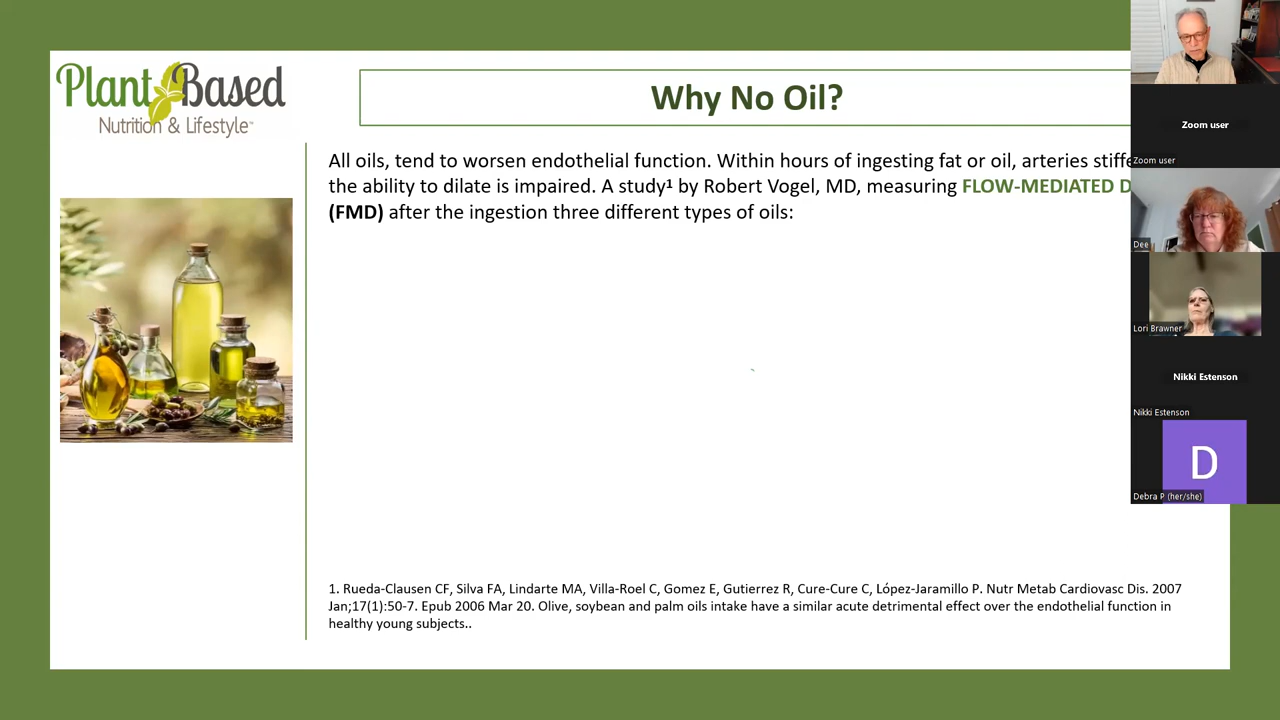 Plant Based
Nutrition & Lifestyle™
Why No Oil?
All oils, tend to worsen endothelial function. Within hours of ingesting fat or oil, arteries stiffe
the ability to dilate is impaired. A study¹ by Robert Vogel, MD, measuring FLOW-MEDIATED D
(FMD) after the ingestion three different types of oils:
1. Rueda-Clausen CF, Silva FA, Lindarte MA, Villa-Roel C, Gomez E, Gutierrez R, Cure-Cure C, López-Jaramillo P. Nutr Metab Cardiovasc Dis. 2007
Jan;17(1):50-7. Epub 2006 Mar 20. Olive, soybean and palm oils intake have a similar acute detrimental effect over the endothelial function in
healthy young subjects..
Zoom user
Zoom user
Dee
Lori Brawner
Nikki Estenson
Nikki Estenson
D
Debra P (her/she)